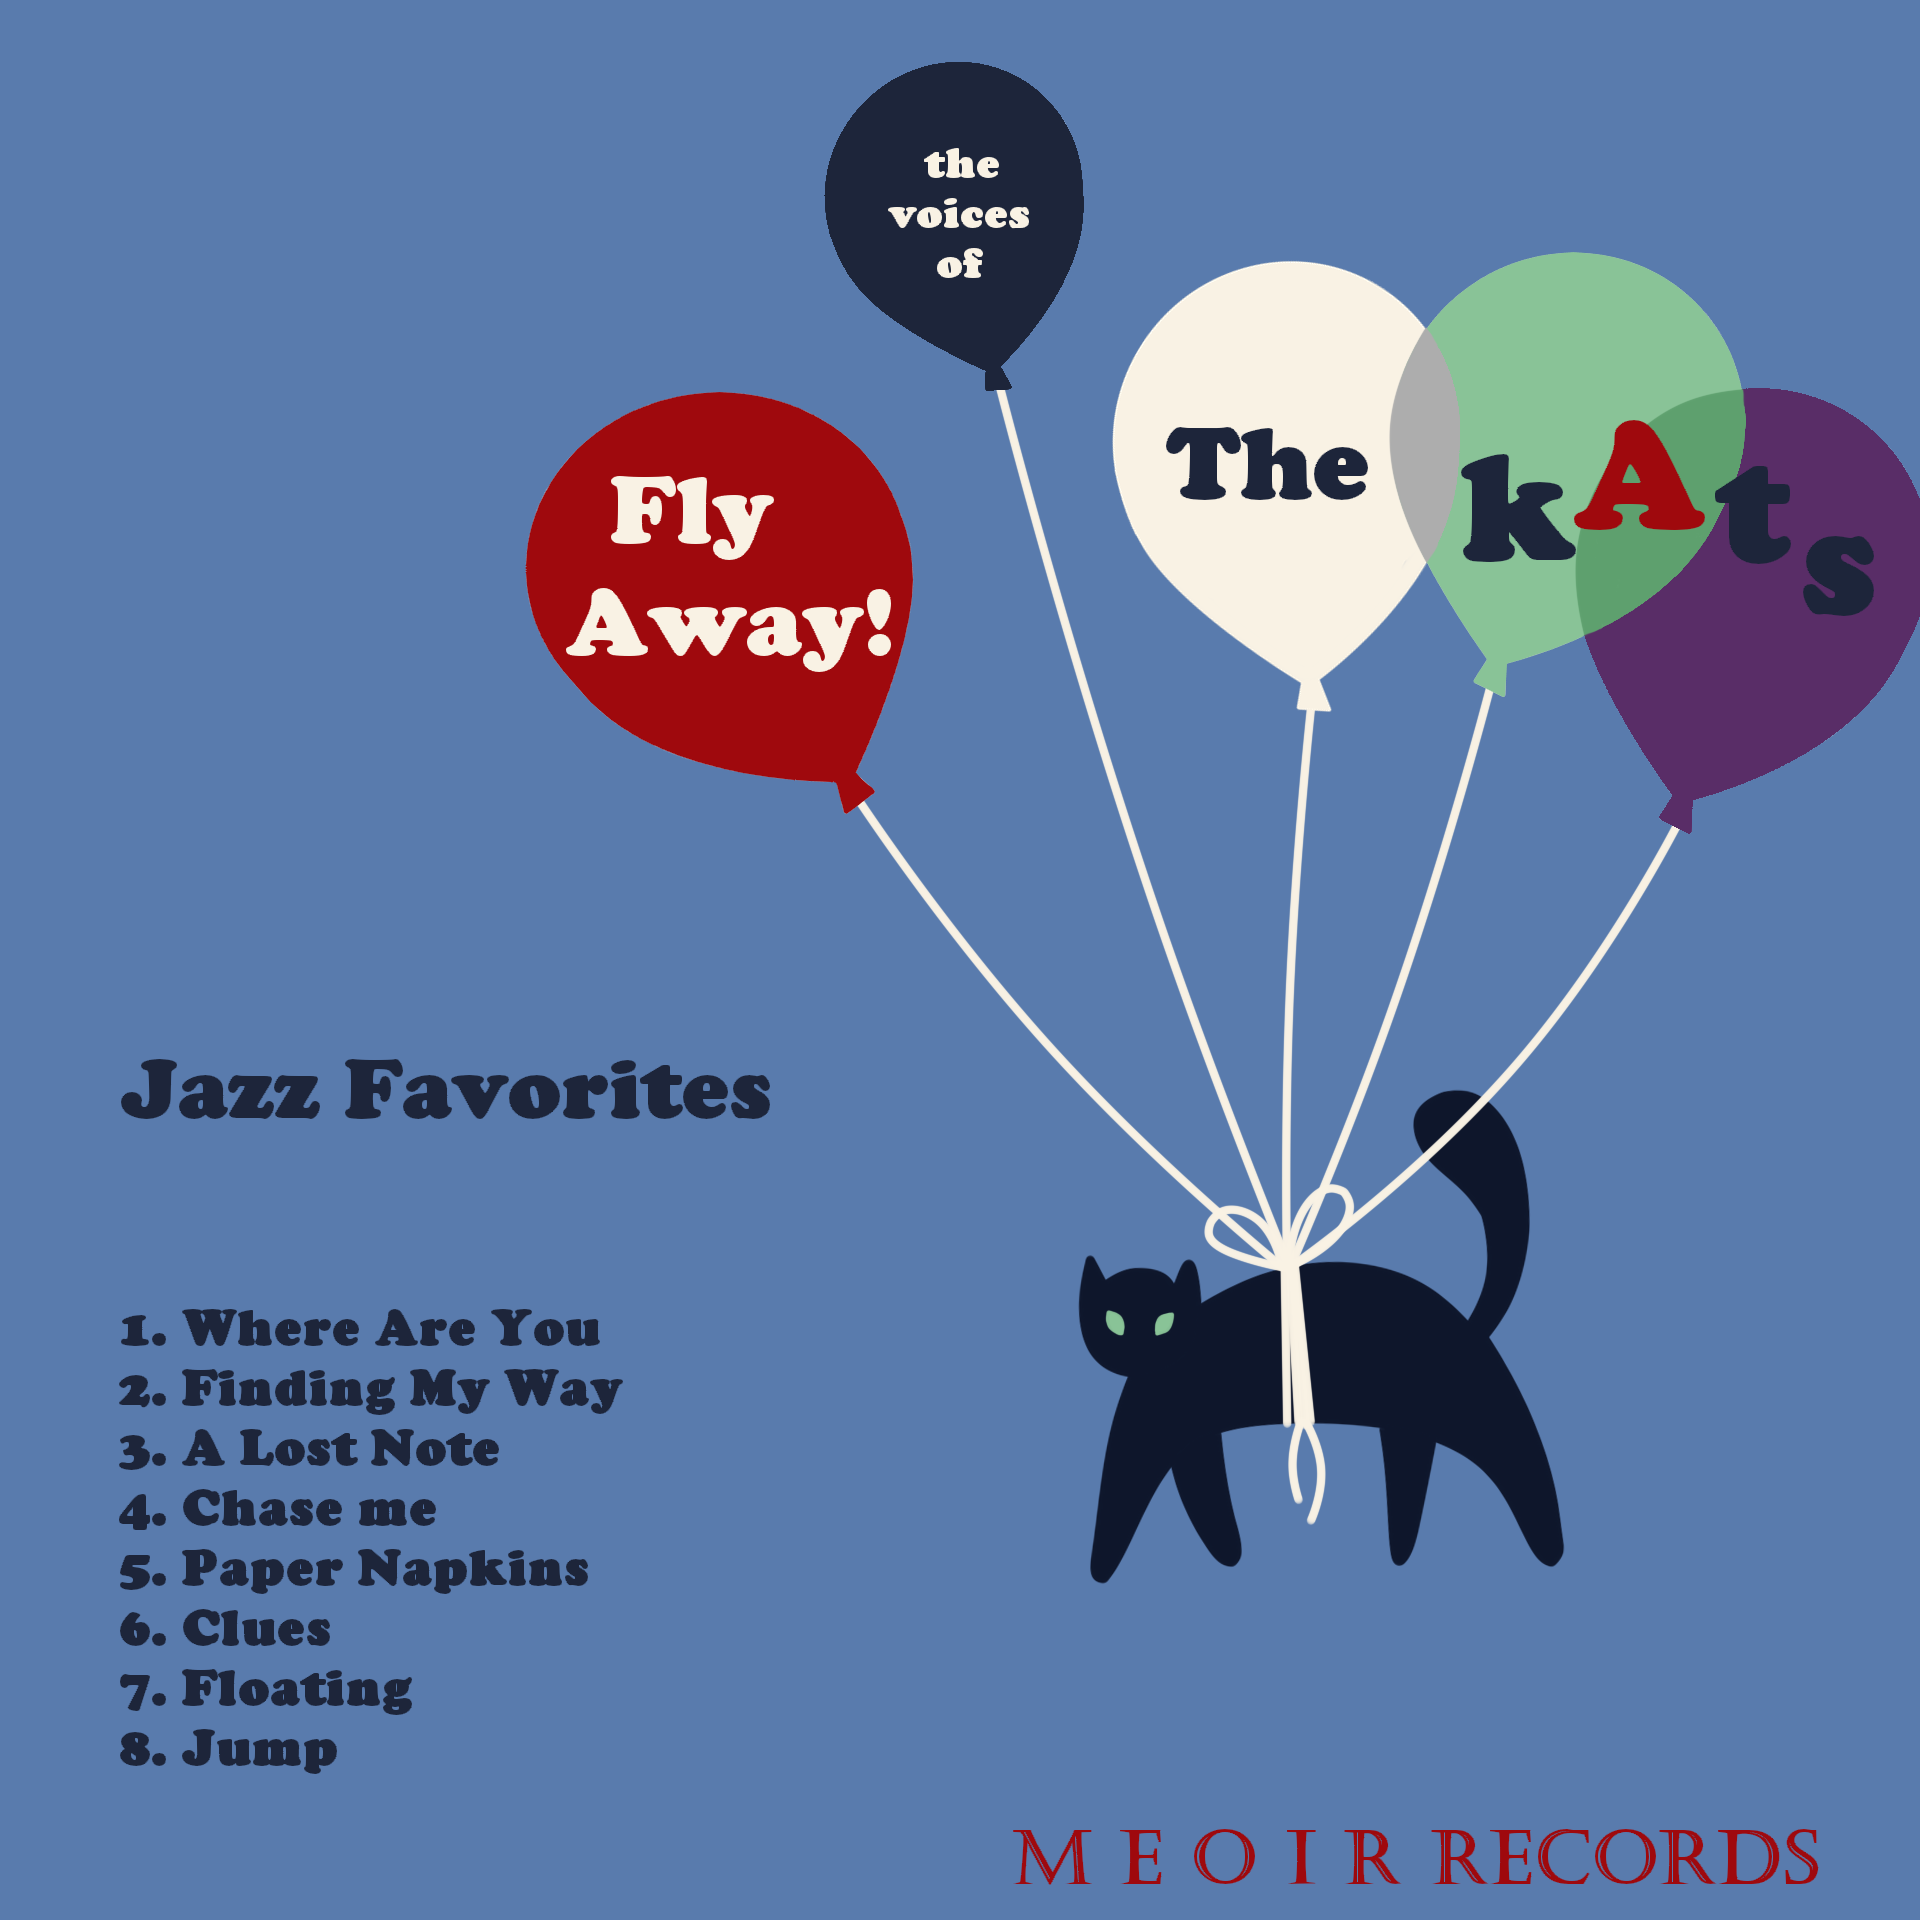 the
voices
of
Fly
Away!
The kAts
Jazz Favorites
1. Where Are You
2. Finding My Way
3. A Lost Note
4. Chase me
5. Paper Napkins
6. Clues
7. Floating
8. Jump
M E O I R RECORDS